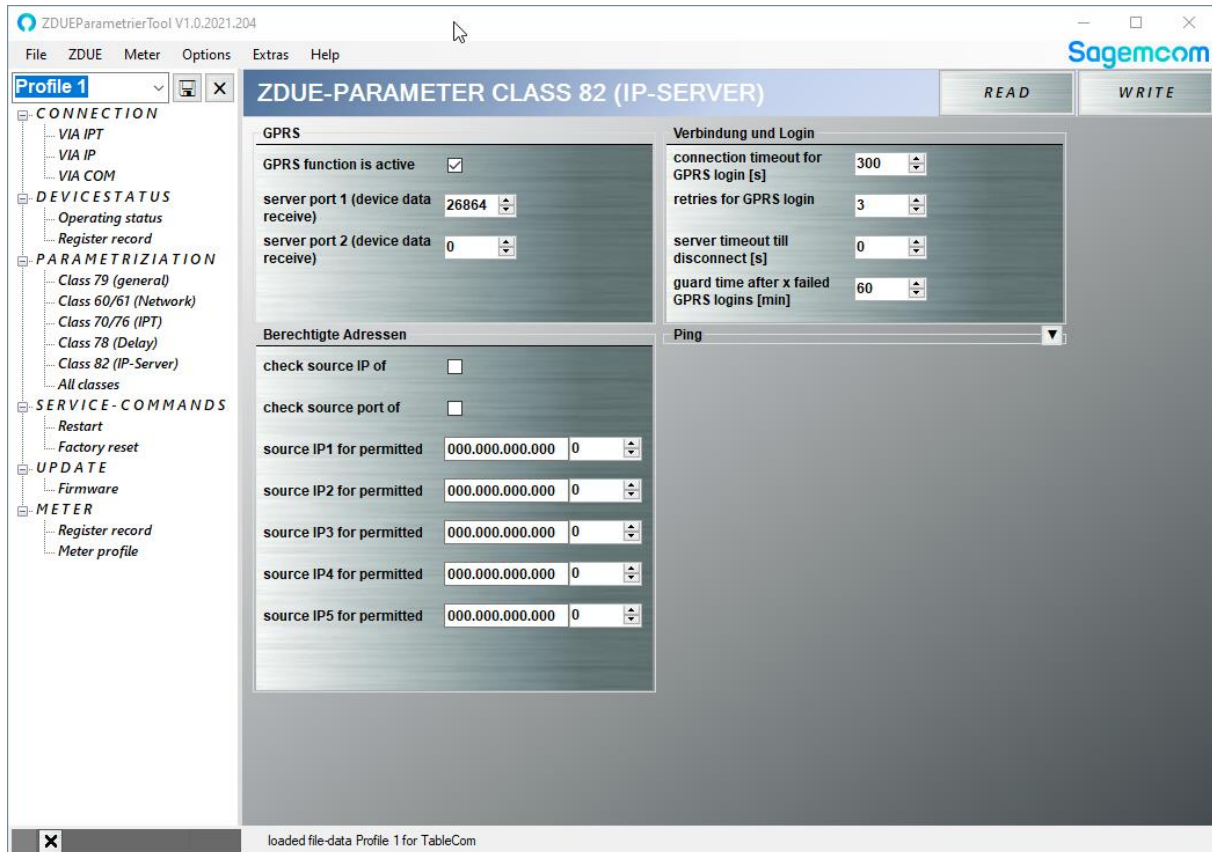 ZDUEParametrierTool V1.0.2021.204
File ZDUE Meter Options Extras Help
Sagemcom
Profile 1
ZDUE-PARAMETER CLASS 82 (IP-SERVER)
READ
WRITE
CONNECTION
VIA IPT
VIA IP
VIA COM
DEVICESTATUS
Operating status
Register record
PARAMETRIZIATION
Class 79 (general)
Class 60/61 (Network)
Class 70/76 (IPT)
Class 78 (Delay)
Class 82 (IP-Server)
All classes
SERVICE-COMMANDS
Restart
Factory reset
UPDATE
Firmware
METER
Register record
Meter profile
GPRS
GPRS function is active
server port 1 (device data
receive)
26864
server port 2 (device data
receive)
0
Verbindung und Login
connection timeout for
GPRS login [s]
300
retries for GPRS login
3
server timeout till
disconnect [s]
0
guard time after x failed
GPRS logins [min]
60
Berechtigte Adressen
check source IP of
check source port of
source IP1 for permitted 000.000.000.000 0
source IP2 for permitted 000.000.000.000 0
source IP3 for permitted 000.000.000.000 0
source IP4 for permitted 000.000.000.000 0
source IP5 for permitted 000.000.000.000 0
Ping
loaded file-data Profile 1 for TableCom